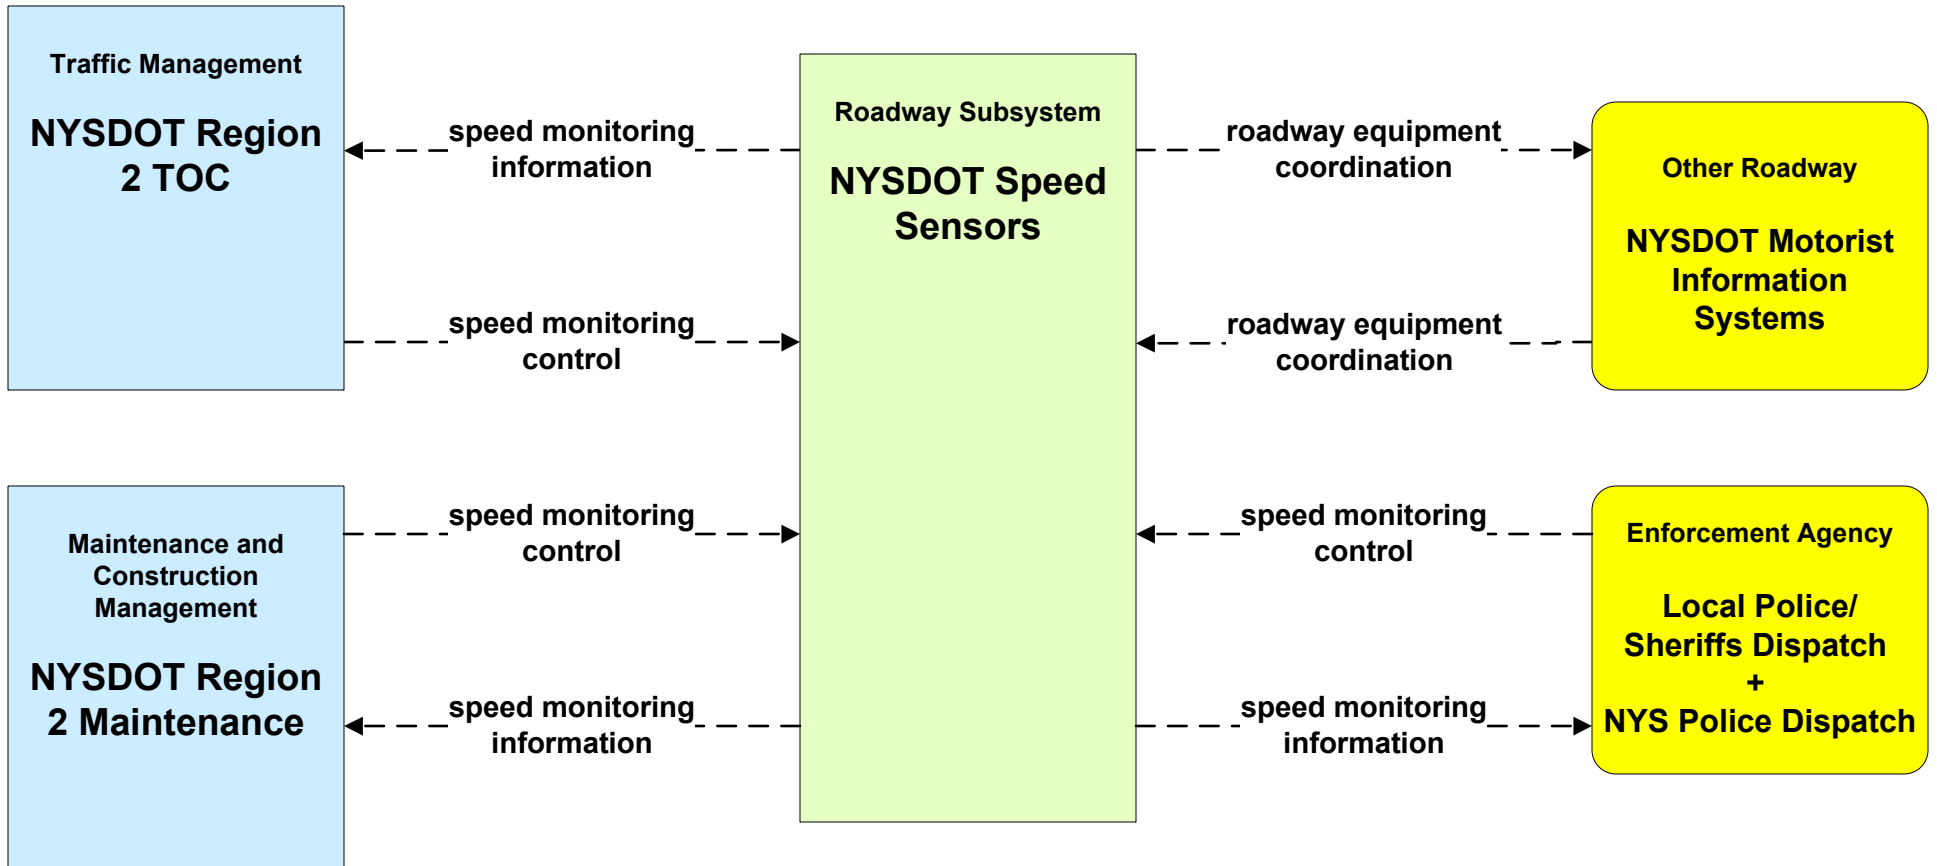 Traffic Management
NYSDOT Region
2 TOC
speed monitoring
information
speed monitoring
control
Maintenance and
Construction
Management
NYSDOT Region
2 Maintenance
speed monitoring
control
speed monitoring
information
Roadway Subsystem
NYSDOT Speed
Sensors
roadway equipment
coordination
roadway equipment
coordination
Other Roadway
NYSDOT Motorist
Information
Systems
speed monitoring
control
speed monitoring
information
Enforcement Agency
Local Police/
Sheriffs Dispatch
+
NYS Police Dispatch